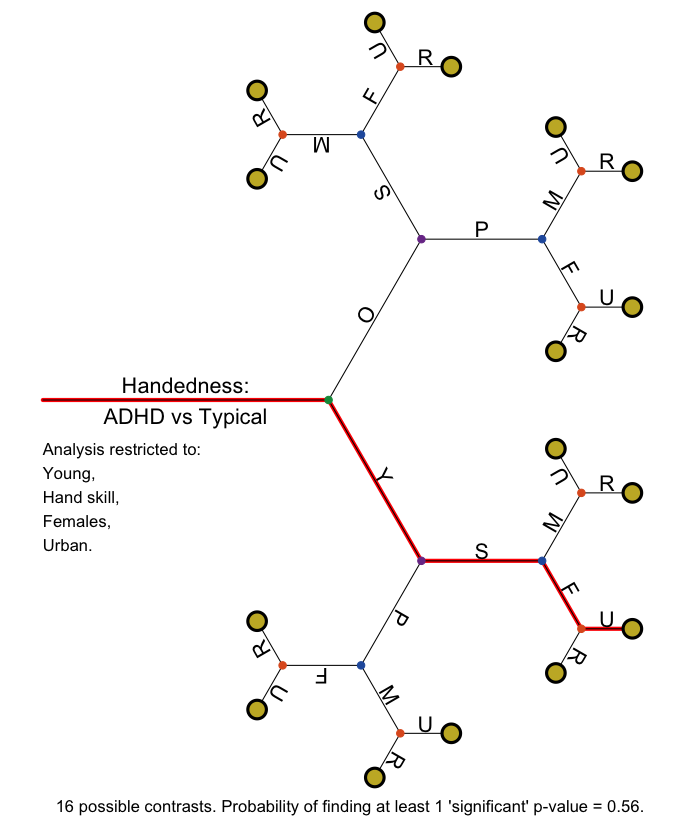 U
R
R
F
M
U
S
U
R
P
M
F
U
R
O
Handedness:
ADHD vs Typical
Analysis restricted to:
Young,
Hand skill,
Females,
Urban.
Y
U
R
M
S
F
U
R
P
R
F
U
M
U
R
16 possible contrasts. Probability of finding at least 1 'significant' p-value = 0.56.